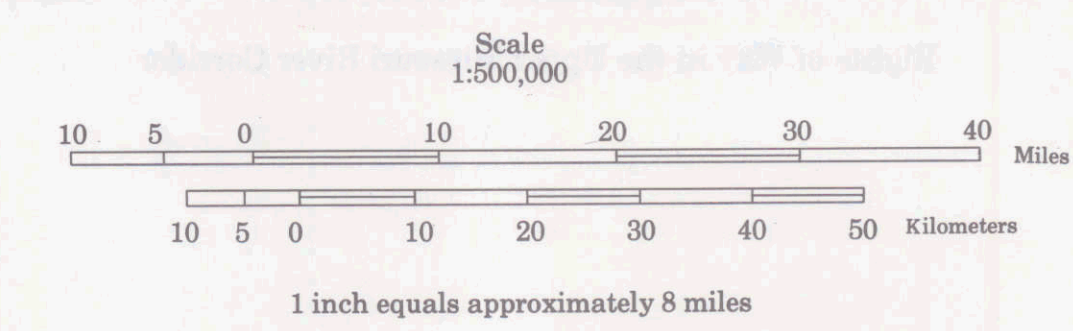 Scale
1:500,000
10 5 0 10 20 30 40 Miles
10 5 0 10 20 30 40 50 Kilometers
1 inch equals approximately 8 miles